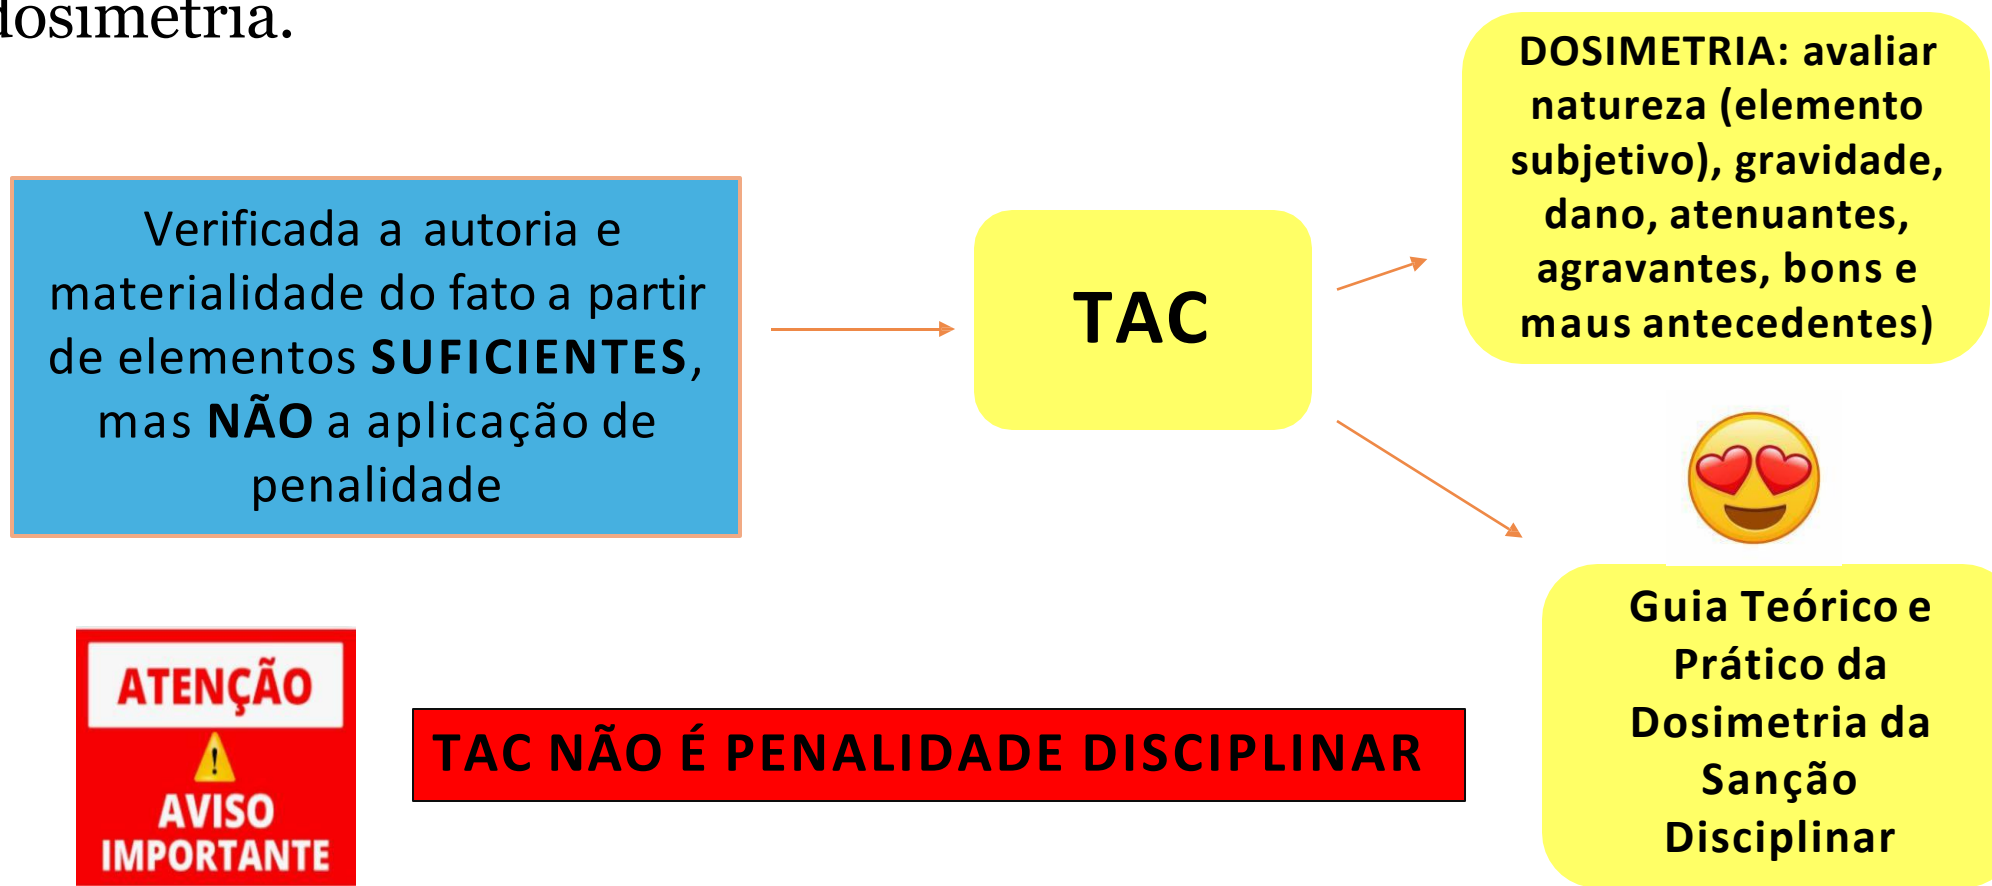 dosimetria.
DOSIMETRIA: avaliar
natureza (elemento
subjetivo), gravidade,
dano, atenuantes,
agravantes, bons e
maus antecedentes)
Verificada a autoria e
materialidade do fato a partir
de elementos SUFICIENTES,
mas NÃO a aplicação de
penalidade
TAC
Guia Teórico e
Prático da
Dosimetria da
Sanção
Disciplinar
ATENÇÃO
!
AVISO
IMPORTANTE
TAC NÃO É PENALIDADE DISCIPLINAR